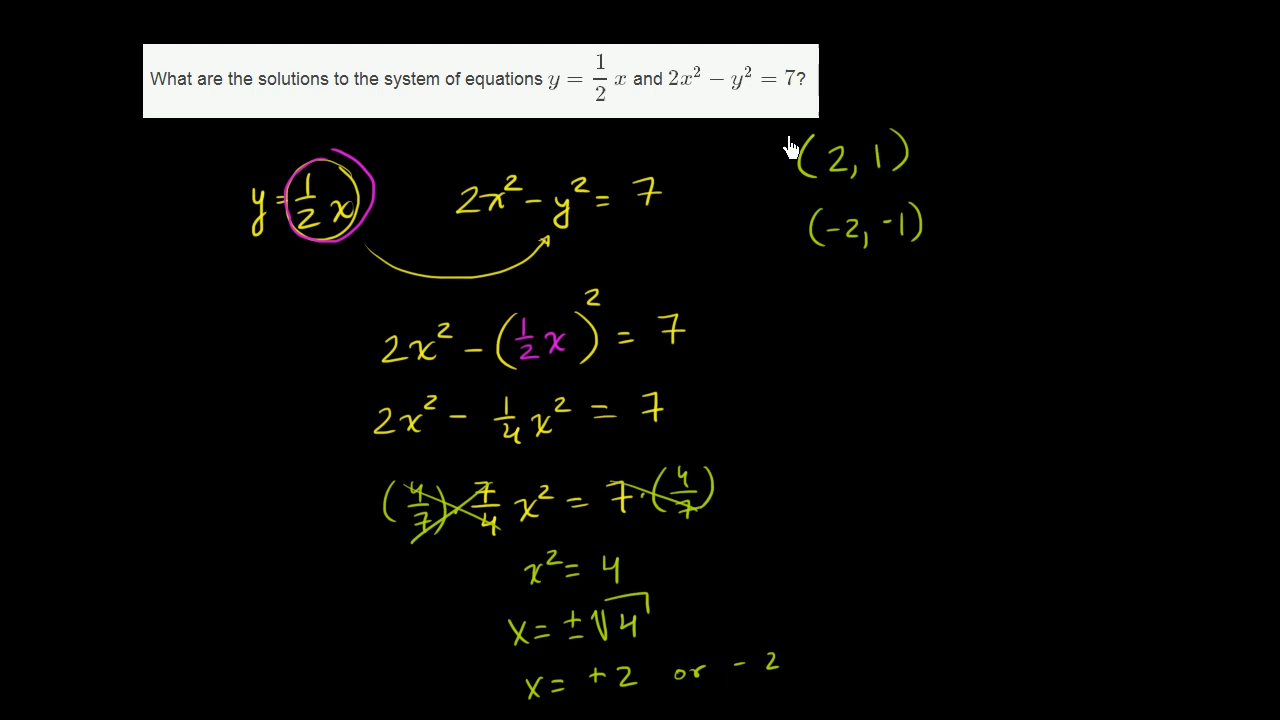 What are the solutions to the system of equations y = 1/2 x and 2x² − y² = 7?
y = 1/2 x
2x² - y² = 7
(2, 1)
(-2, -1)
2x² - (1/2 x)² = 7
2x² - 1/4 x² = 7
(4/7) · 7/4 x² = 7 · (4/7)
x² = 4
x = ±√4
x = +2 or -2